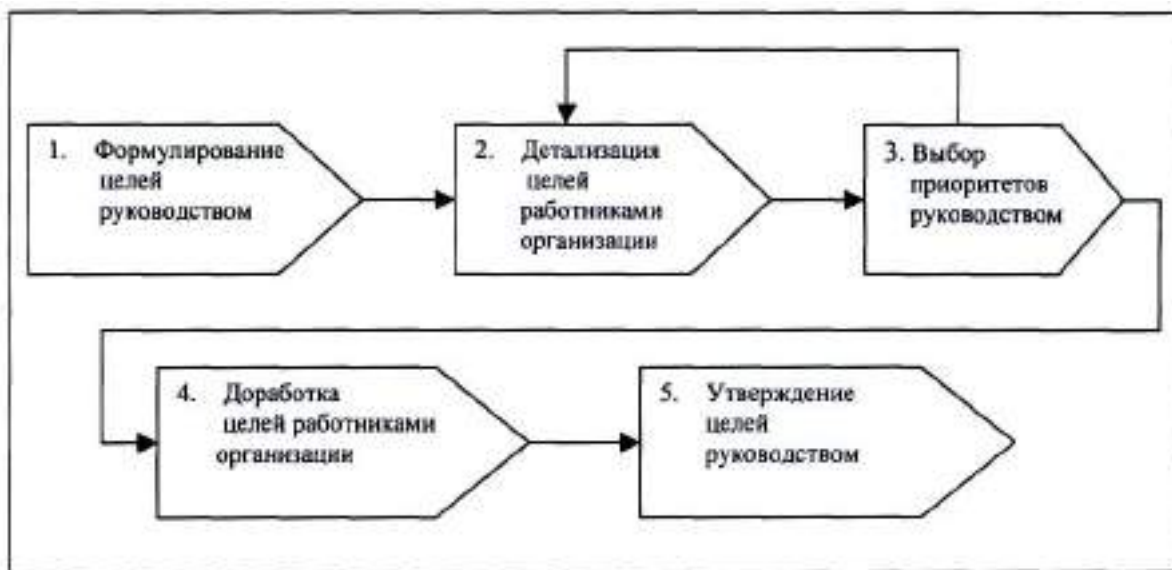 1. Формулирование
целей
руководством
2. Детализация
целей
работниками
организации
3. Выбор
приоритетов
руководством
4. Доработка
целей работниками
организации
5. Утверждение
целей
руководством